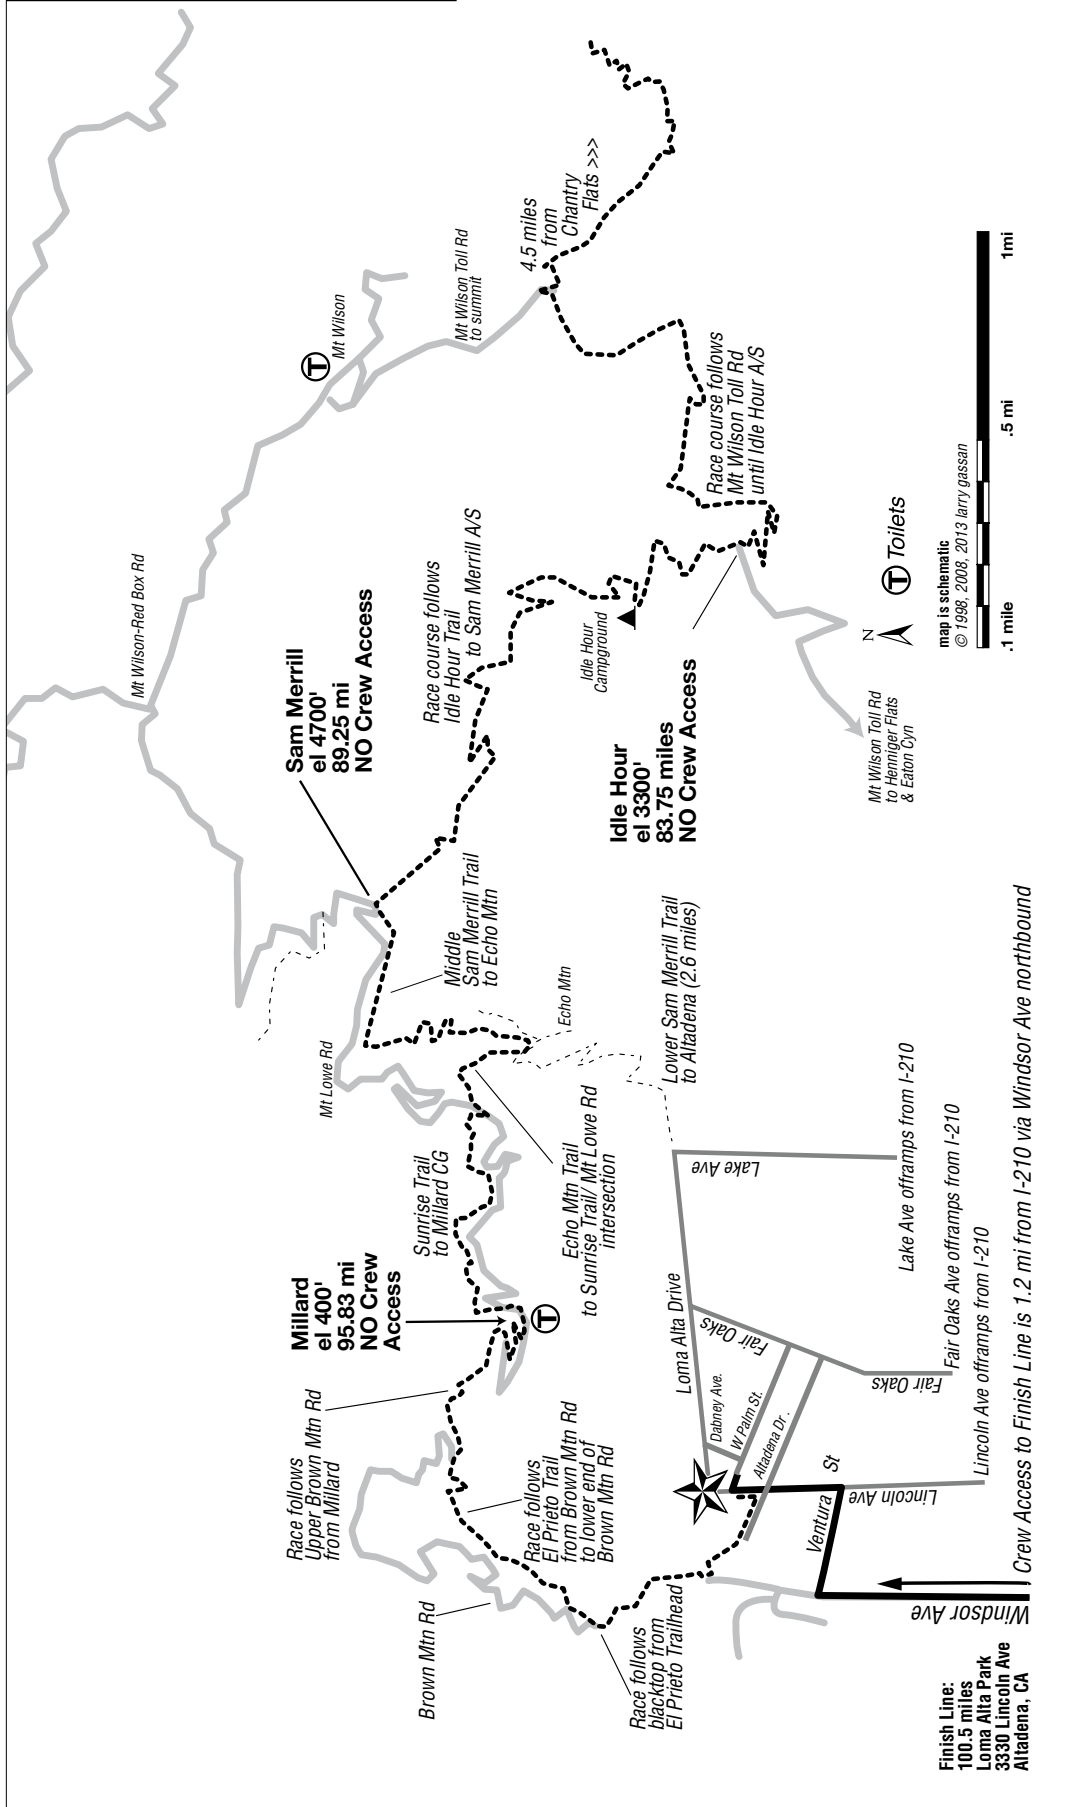 Mt Wilson-Red Box Rd
T
Mt Wilson
Mt Wilson Toll Rd
to summit
4.5 miles
from
Chantry
Flats >>>
Sam Merrill
el 4700'
89.25 mi
NO Crew Access
Race course follows
Idle Hour Trail
to Sam Merrill A/S
Race course follows
Mt Wilson Toll Rd
until Idle Hour A/S
Idle Hour
Campground
Idle Hour
el 3300'
83.75 miles
NO Crew Access
Mt Wilson Toll Rd
to Henniger Flats
& Eaton Cyn
N
T Toilets
map is schematic
© 1998, 2008, 2013 larry gassan
.1 mile
.5 mi
1mi
Mt Lowe Rd
Middle
Sam Merrill Trail
to Echo Mtn
Echo Mtn
Lower Sam Merrill Trail
to Altadena (2.6 miles)
Sunrise Trail
to Millard CG
Echo Mtn Trail
to Sunrise Trail/ Mt Lowe Rd
intersection
Millard
el 400'
95.83 mi
NO Crew
Access
T
Race follows
Upper Brown Mtn Rd
from Millard
Race follows
El Prieto Trail
from Brown Mtn Rd
to lower end of
Brown Mtn Rd
Brown Mtn Rd
Race follows
blacktop from
El Prieto Trailhead
Loma Alta Drive
Lake Ave
Fair Oaks
Dabney Ave.
W Palm St.
Altadena Dr.
Fair Oaks
Ventura St
Lincoln Ave
Windsor Ave
Lake Ave offramps from I-210
Fair Oaks Ave offramps from I-210
Lincoln Ave offramps from I-210
Crew Access to Finish Line is 1.2 mi from I-210 via Windsor Ave northbound
Finish Line:
100.5 miles
Loma Alta Park
3330 Lincoln Ave
Altadena, CA